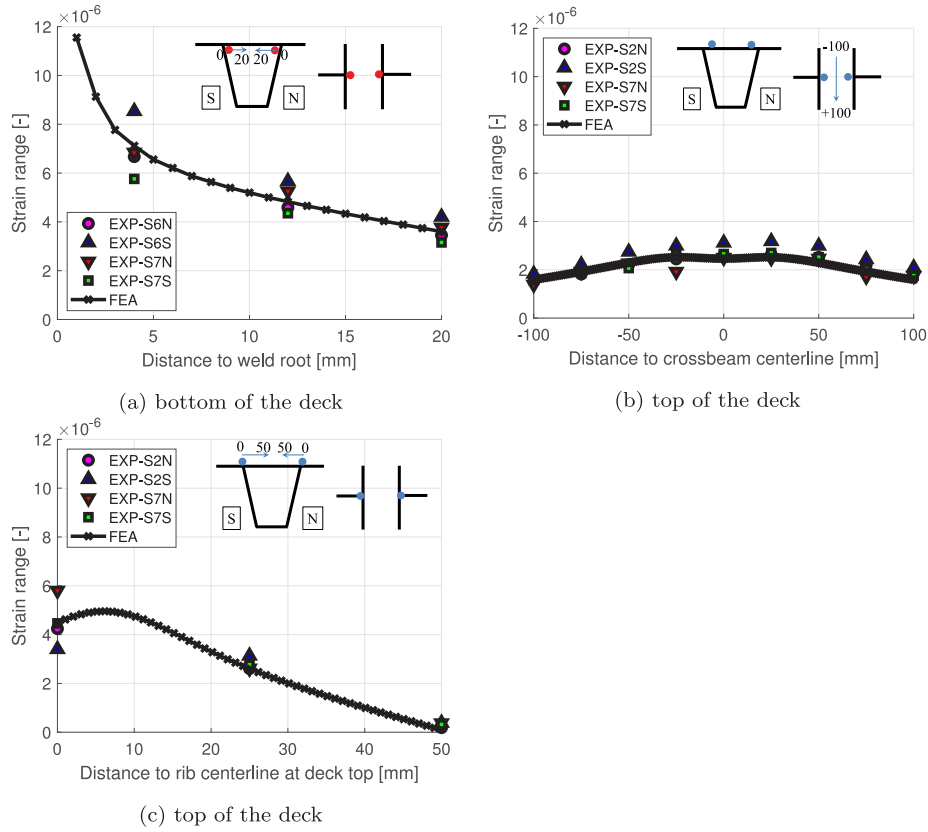 ×10⁻⁶
12
10
8
6
4
2
0
Strain range [-]
0 5 10 15 20
Distance to weld root [mm]
EXP-S6N
EXP-S6S
EXP-S7N
EXP-S7S
FEA
0 20 20 0
S N
(a) bottom of the deck
×10⁻⁶
12
10
8
6
4
2
0
Strain range [-]
-100 -50 0 50 100
Distance to crossbeam centerline [mm]
EXP-S2N
EXP-S2S
EXP-S7N
EXP-S7S
FEA
S N
-100
+100
(b) top of the deck
×10⁻⁶
12
10
8
6
4
2
0
Strain range [-]
0 10 20 30 40 50
Distance to rib centerline at deck top [mm]
EXP-S2N
EXP-S2S
EXP-S7N
EXP-S7S
FEA
0 50 50 0
S N
(c) top of the deck